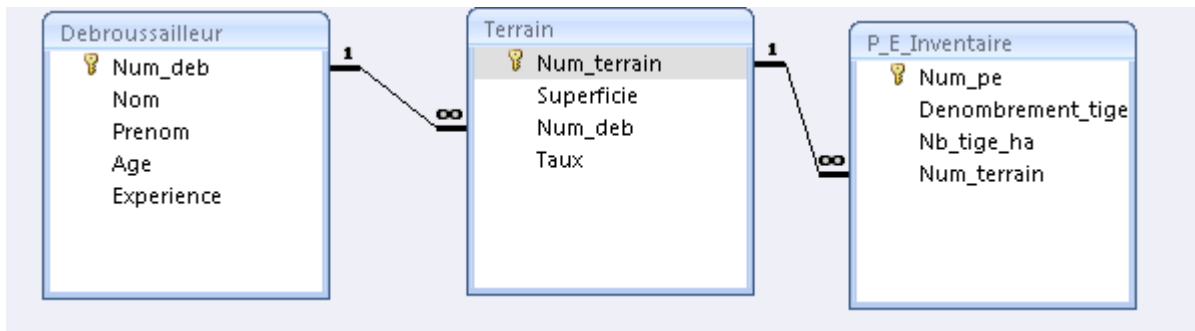 Debroussailleur
Num_deb
Nom
Prenom
Age
Experience
1
∞
Terrain
Num_terrain
Superficie
Num_deb
Taux
1
∞
P_E_Inventaire
Num_pe
Denombrement_tige
Nb_tige_ha
Num_terrain